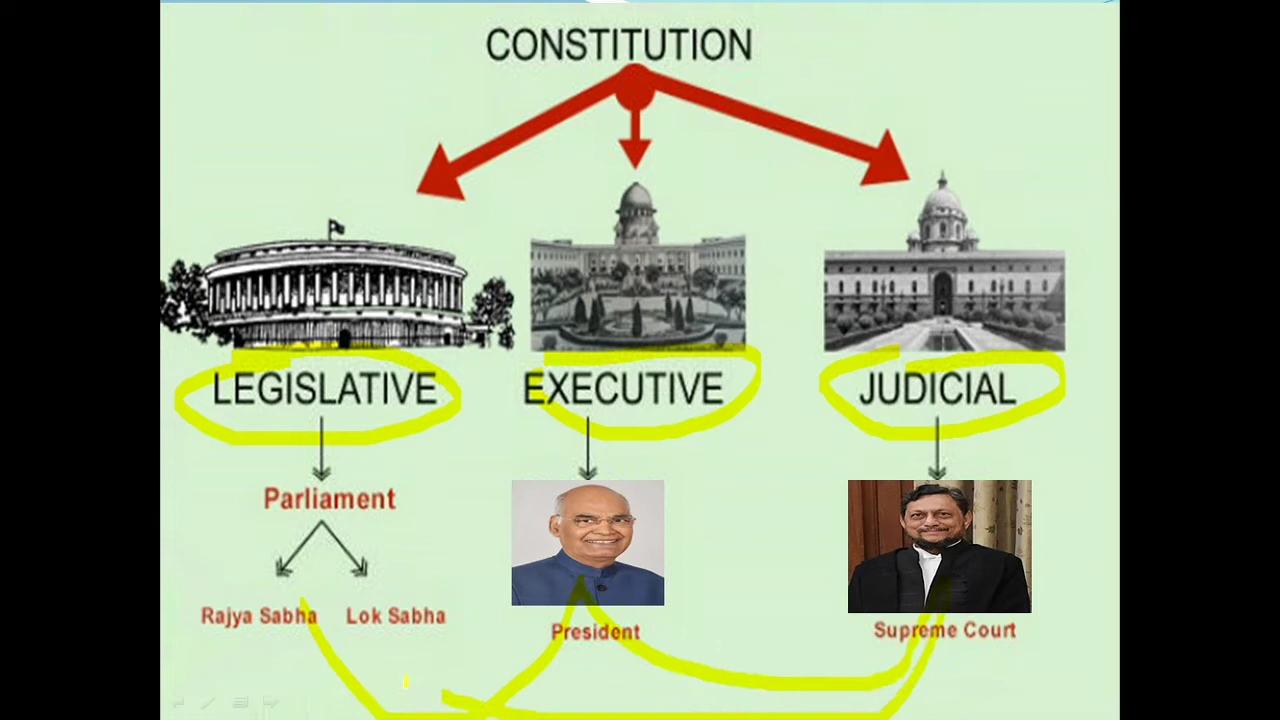 CONSTITUTION
LEGISLATIVE EXECUTIVE JUDICIAL
Parliament
Rajya Sabha Lok Sabha
President
Supreme Court